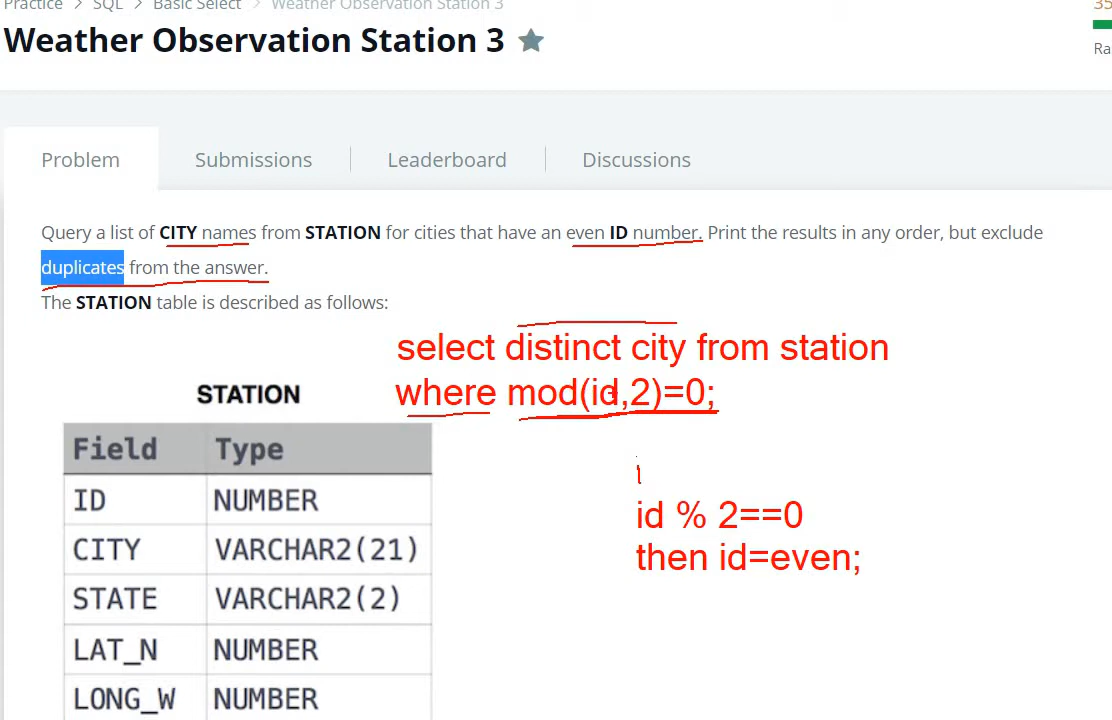 Practice > SQL > Basic Select > Weather Observation Station 3
35
Weather Observation Station 3
Ra
Problem
Submissions
Leaderboard
Discussions
Query a list of CITY names from STATION for cities that have an even ID number. Print the results in any order, but exclude
duplicates from the answer.
The STATION table is described as follows:
select distinct city from station
where mod(id,2)=0;
STATION
Field Type
ID NUMBER
CITY VARCHAR2(21)
STATE VARCHAR2(2)
LAT_N NUMBER
LONG_W NUMBER
id % 2==0
then id=even;